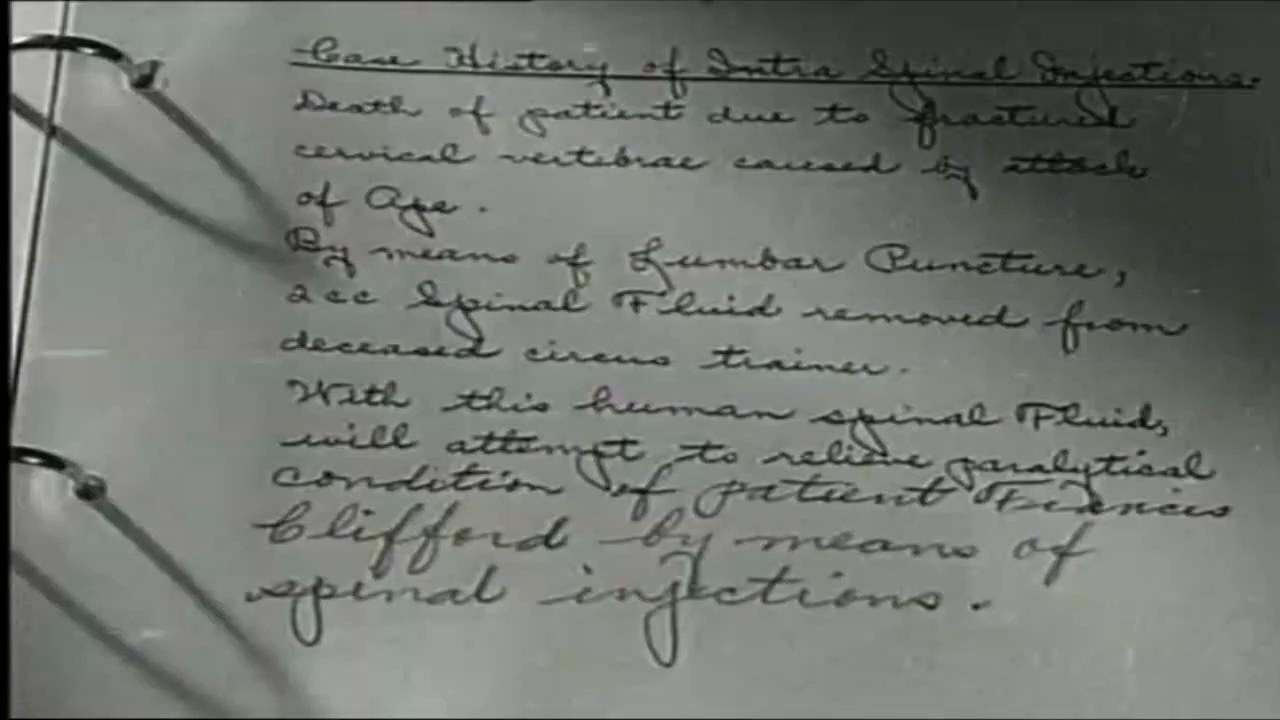 Case History of Intra Spinal Injections.
Death of patient due to fractured
cervical vertebrae caused by attack
of Ape.
By means of Lumbar Puncture,
2cc Spinal Fluid removed from
deceased circus trainer.
With this human spinal Fluid,
will attempt to relieve paralytical
condition of patient Francis
Clifford by means of
spinal injections.